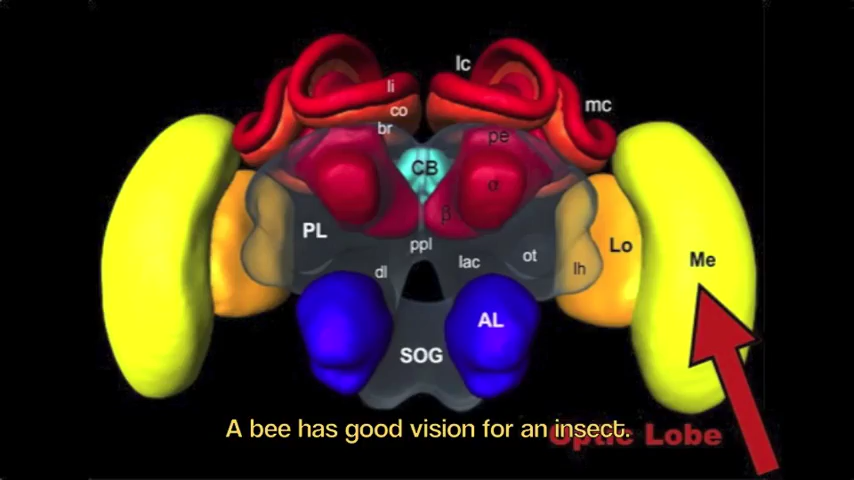 lc
li
mc
co
br
pe
CB
α
β
PL
ppl
Lo
ot
lac
lh
Me
dl
AL
SOG
A bee has good vision for an insect.
Optic Lobe